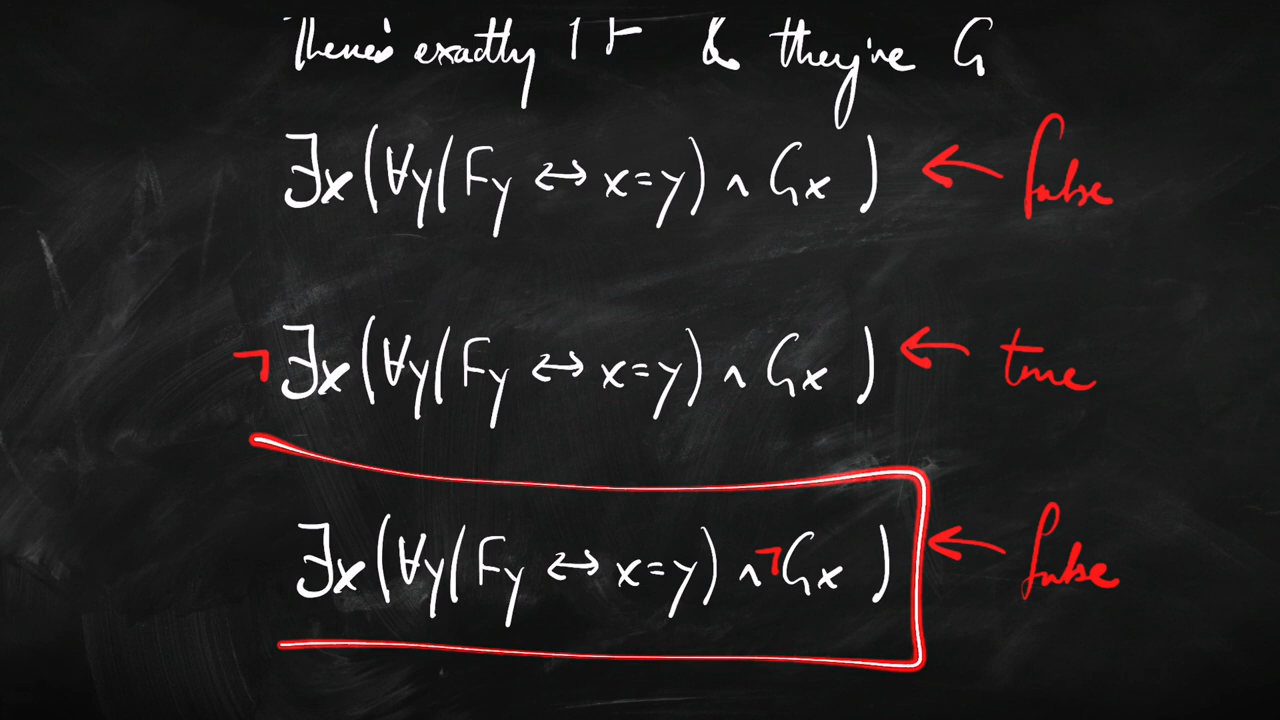 There's exactly 1 F & they're G
∃x(∀y(Fy ↔ x=y) ∧ Gx) ← false
¬∃x(∀y(Fy ↔ x=y) ∧ Gx) ← true
∃x(∀y(Fy ↔ x=y) ∧ ¬Gx) ← false